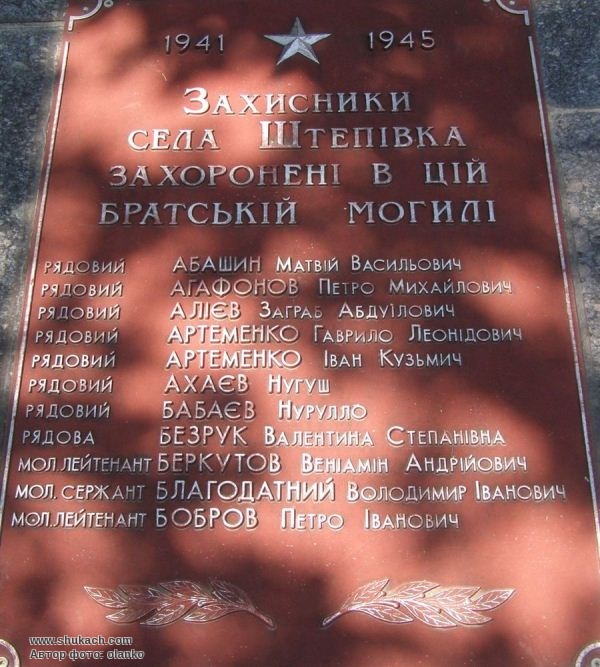 1941 1945
Захисники
села Штепівка
захоронені в цій
братській могилі
рядовий АБАШИН Матвій Васильович
рядовий АГАФОНОВ Петро Михайлович
рядовий АЛІЄВ Заграб Абдуїлович
рядовий АРТЕМЕНКО Гаврило Леонідович
рядовий АРТЕМЕНКО Іван Кузьмич
рядовий АХАЄВ Нугуш
рядовий БАБАЄВ Нурулло
рядова БЕЗРУК Валентина Степанівна
мол.лейтенант БЕРКУТОВ Веніамін Андрійович
мол. сержант БЛАГОДАТНИЙ Володимир Іванович
мол.лейтенант БОБРОВ Петро Іванович
www.shukach.com
Автор фото: olanko